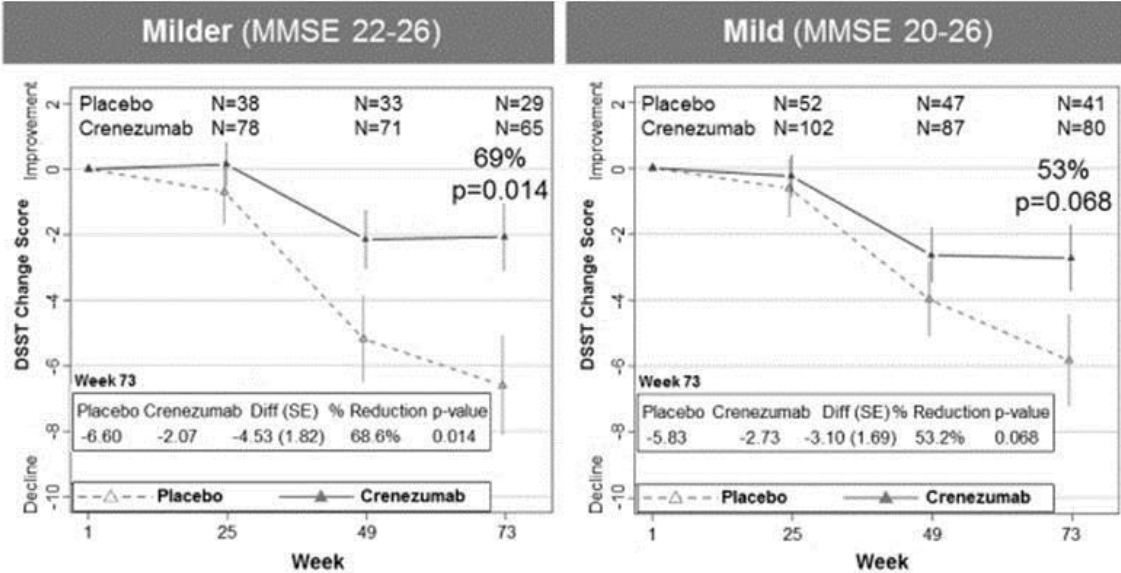 Milder (MMSE 22-26)
Improvement
Decline
DSST Change Score
2
0
-2
-4
-6
-8
-10
Placebo N=38 N=33 N=29
Crenezumab N=78 N=71 N=65
69%
p=0.014
Week 73
Placebo Crenezumab Diff (SE) % Reduction p-value
-6.60 -2.07 -4.53 (1.82) 68.6% 0.014
Placebo Crenezumab
1 25 49 73
Week
Mild (MMSE 20-26)
Improvement
Decline
DSST Change Score
2
0
-2
-4
-6
-8
-10
Placebo N=52 N=47 N=41
Crenezumab N=102 N=87 N=80
53%
p=0.068
Week 73
Placebo Crenezumab Diff (SE) % Reduction p-value
-5.83 -2.73 -3.10 (1.69) 53.2% 0.068
Placebo Crenezumab
1 25 49 73
Week